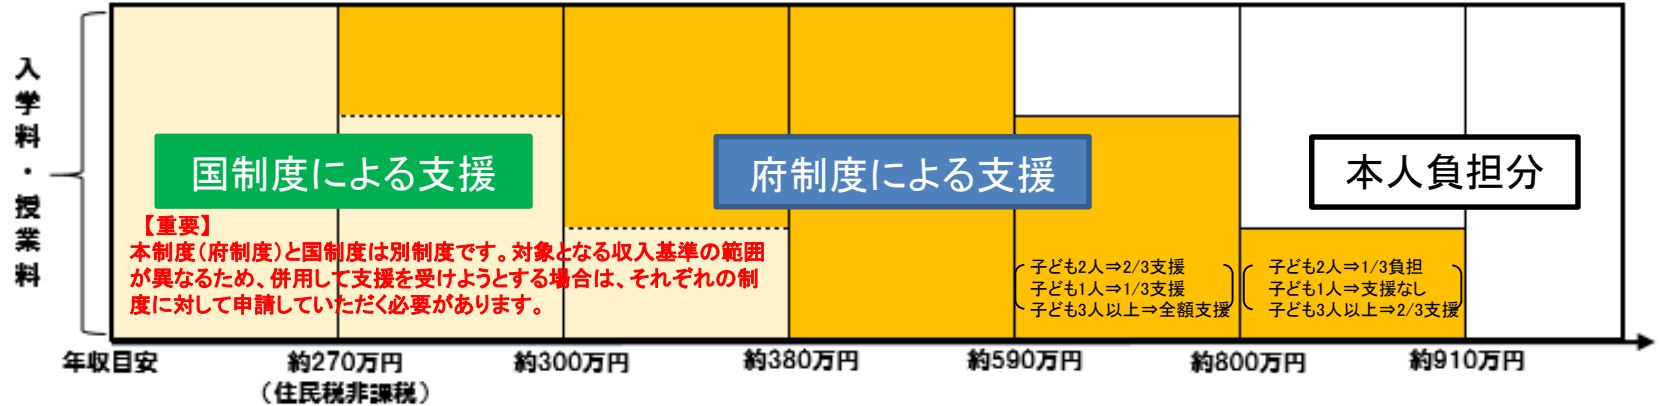 入学料・授業料
国制度による支援
府制度による支援
本人負担分
【重要】
本制度(府制度)と国制度は別制度です。対象となる収入基準の範囲
が異なるため、併用して支援を受けようとする場合は、それぞれの制
度に対して申請していただく必要があります。
子ども2人⇒2/3支援
子ども1人⇒1/3支援
子ども3人以上⇒全額支援
子ども2人⇒1/3負担
子ども1人⇒支援なし
子ども3人以上⇒2/3支援
年収目安
約270万円
(住民税非課税)
約300万円
約380万円
約590万円
約800万円
約910万円